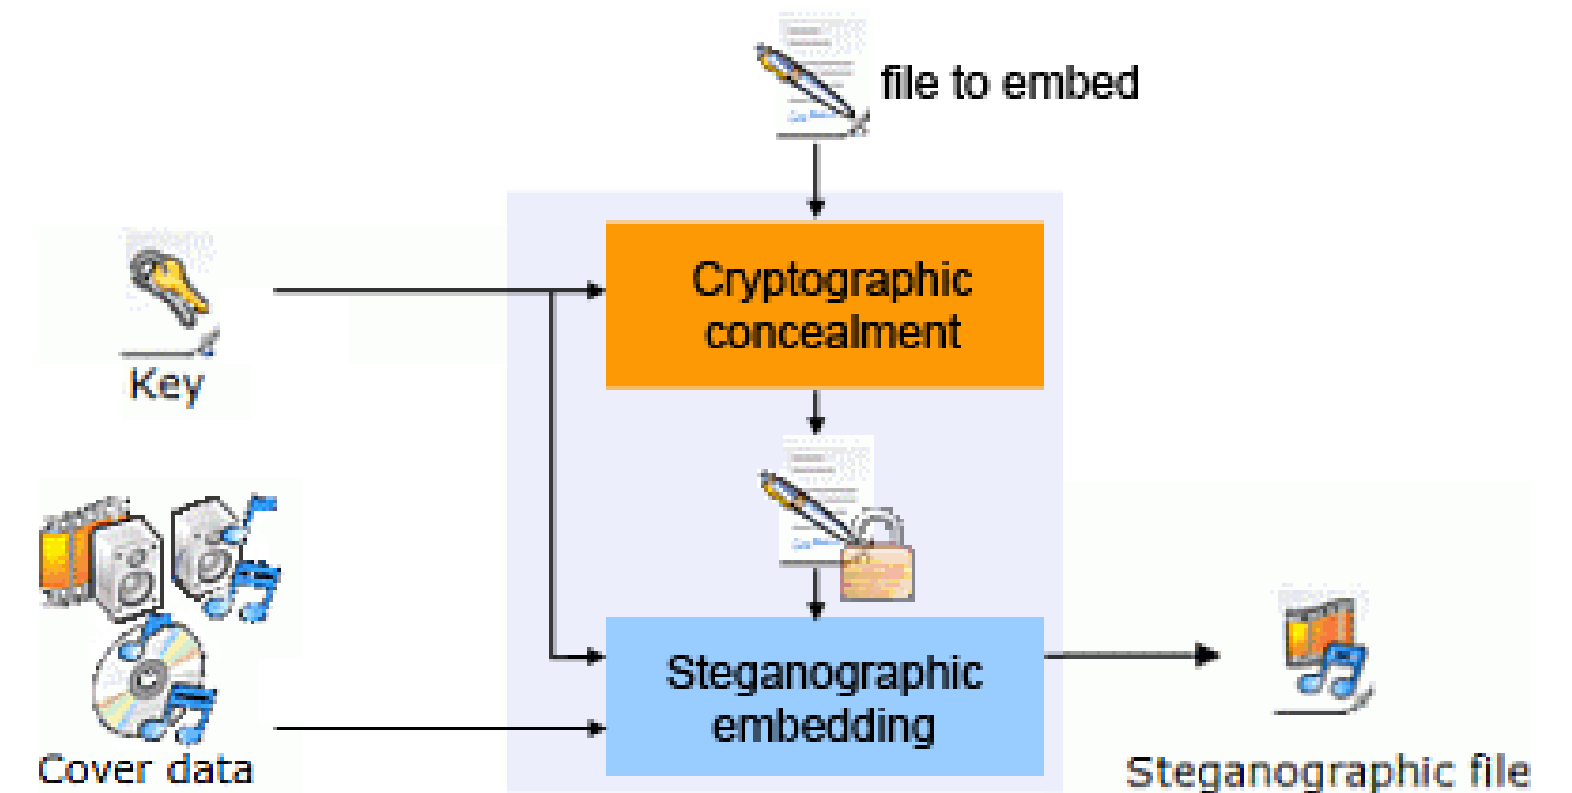 file to embed
Cryptographic
concealment
Key
Steganographic
embedding
Cover data
Steganographic file